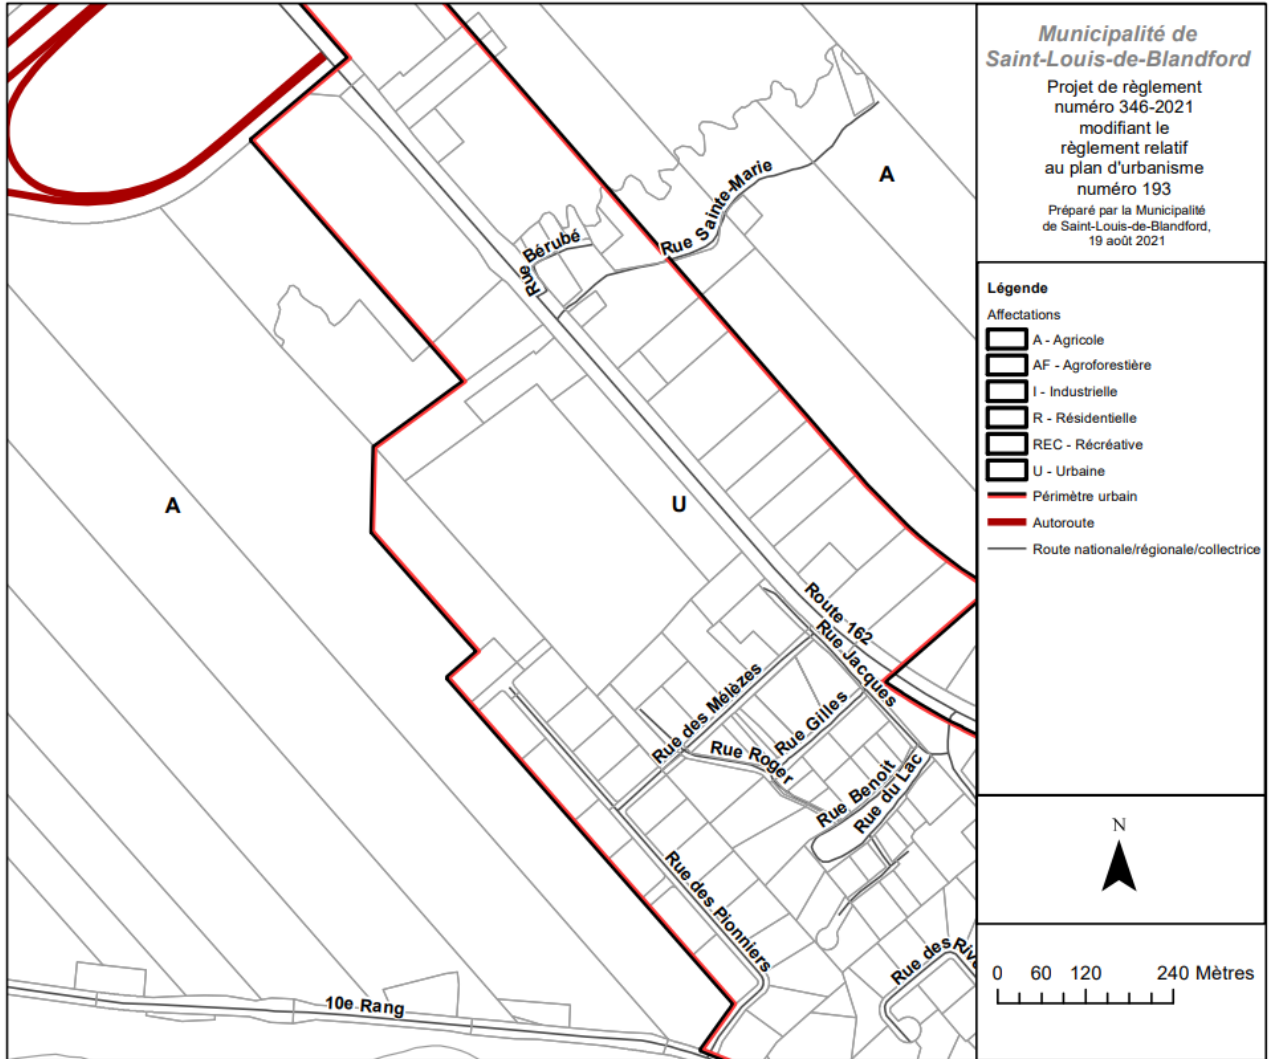 Municipalité de
Saint-Louis-de-Blandford
Projet de règlement
numéro 346-2021
modifiant le
règlement relatif
au plan d'urbanisme
numéro 193
Préparé par la Municipalité
de Saint-Louis-de-Blandford,
19 août 2021
Légende
Affectations
A - Agricole
AF - Agroforestière
I - Industrielle
R - Résidentielle
REC - Récréative
U - Urbaine
Périmètre urbain
Autoroute
Route nationale/régionale/collectrice
N
0 60 120 240 Mètres
A
Rue Sainte-Marie
Rue Bérubé
A
U
Route 162
Rue Jacques
Rue des Mélèzes
Rue Gilles
Rue Roger
Rue Benoit
Rue du Lac
Rue des Pionniers
Rue des Rive
10e Rang